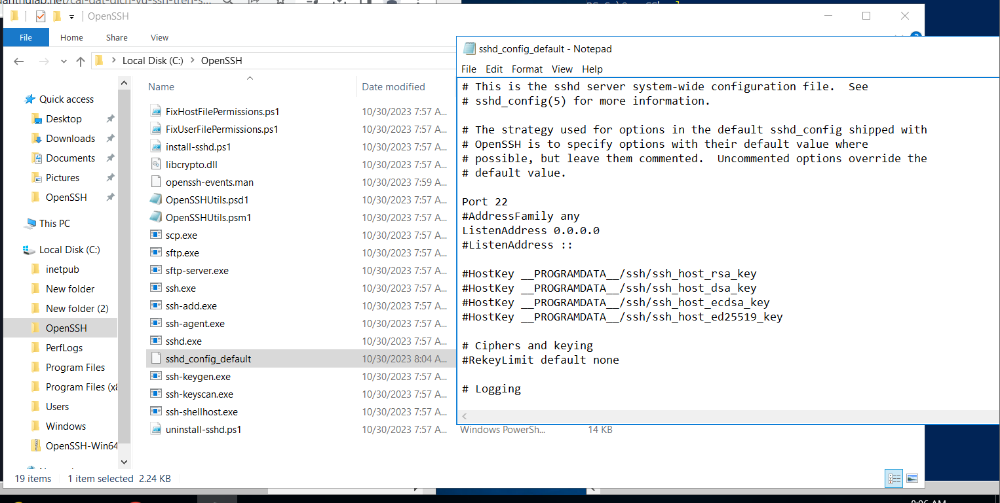 OpenSSH
File Home Share View
Local Disk (C:) OpenSSH
Name Date modified
Quick access
Desktop
Downloads
Documents
Pictures
OpenSSH
This PC
Local Disk (C:)
inetpub
New folder
New folder (2)
OpenSSH
PerfLogs
Program Files
Program Files (x8
Users
Windows
OpenSSH-Win64
FixHostFilePermissions.ps1 10/30/2023 7:57 A...
FixUserFilePermissions.ps1 10/30/2023 7:57 A...
install-sshd.ps1 10/30/2023 7:57 A...
libcrypto.dll 10/30/2023 7:57 A...
openssh-events.man 10/30/2023 7:59 A...
OpenSSHUtils.psd1 10/30/2023 7:57 A...
OpenSSHUtils.psm1 10/30/2023 7:57 A...
scp.exe 10/30/2023 7:57 A...
sftp.exe 10/30/2023 7:57 A...
sftp-server.exe 10/30/2023 7:57 A...
ssh.exe 10/30/2023 7:57 A...
ssh-add.exe 10/30/2023 7:57 A...
ssh-agent.exe 10/30/2023 7:57 A...
sshd.exe 10/30/2023 7:57 A...
sshd_config_default 10/30/2023 8:04 A...
ssh-keygen.exe 10/30/2023 7:57 A...
ssh-keyscan.exe 10/30/2023 7:57 A...
ssh-shellhost.exe 10/30/2023 7:57 A...
uninstall-sshd.ps1 10/30/2023 7:57 A... Windows PowerSh... 14 KB
19 items 1 item selected 2.24 KB
sshd_config_default - Notepad
File Edit Format View Help
# This is the sshd server system-wide configuration file.  See
# sshd_config(5) for more information.
# The strategy used for options in the default sshd_config shipped with
# OpenSSH is to specify options with their default value where
# possible, but leave them commented.  Uncommented options override the
# default value.
Port 22
#AddressFamily any
ListenAddress 0.0.0.0
#ListenAddress ::
#HostKey __PROGRAMDATA__/ssh/ssh_host_rsa_key
#HostKey __PROGRAMDATA__/ssh/ssh_host_dsa_key
#HostKey __PROGRAMDATA__/ssh/ssh_host_ecdsa_key
#HostKey __PROGRAMDATA__/ssh/ssh_host_ed25519_key
# Ciphers and keying
#RekeyLimit default none
# Logging